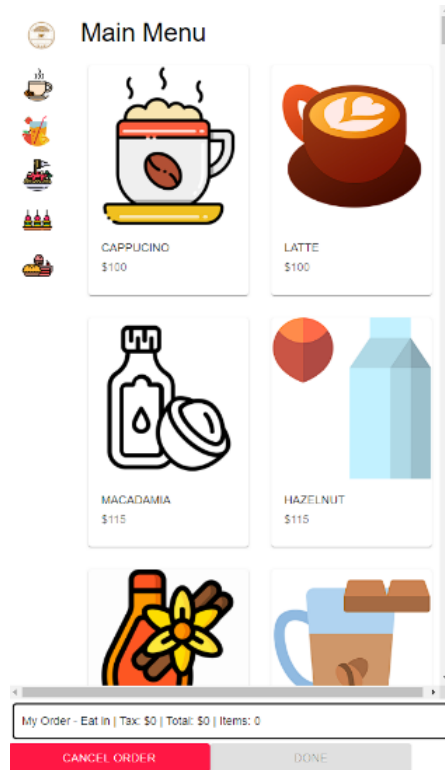 Main Menu
CAPPUCINO
$100
LATTE
$100
MACADAMIA
$115
HAZELNUT
$115
My Order - Eat in | Tax: $0 | Total: $0 | Items: 0
CANCEL ORDER
DONE